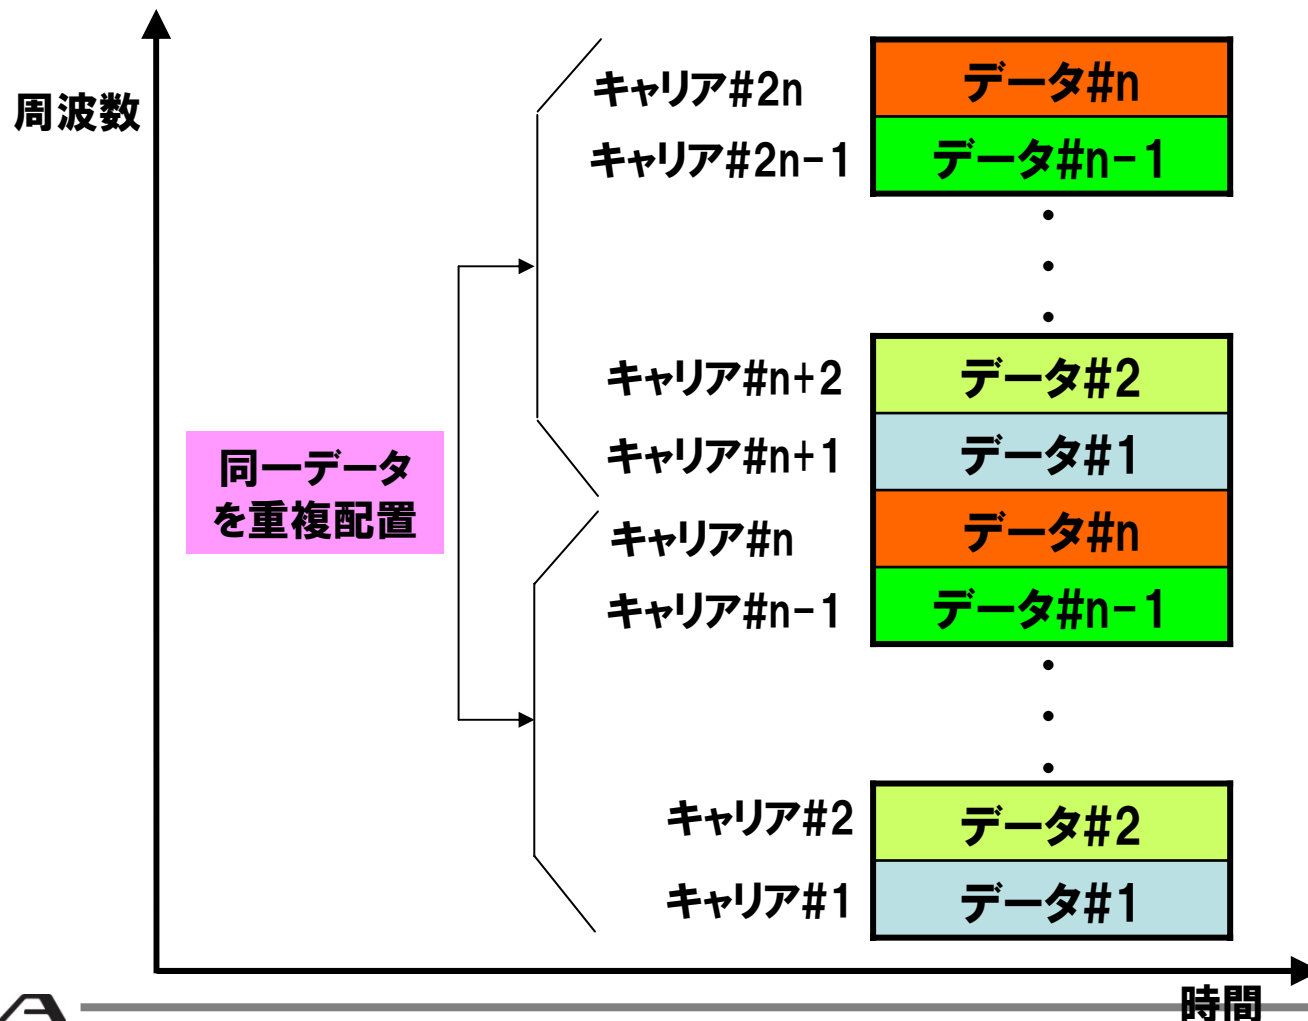 周波数
キャリア#2n
データ#n
キャリア#2n-1
データ#n-1
キャリア#n+2
データ#2
キャリア#n+1
データ#1
同一データ
を重複配置
キャリア#n
データ#n
キャリア#n-1
データ#n-1
キャリア#2
データ#2
キャリア#1
データ#1
時間